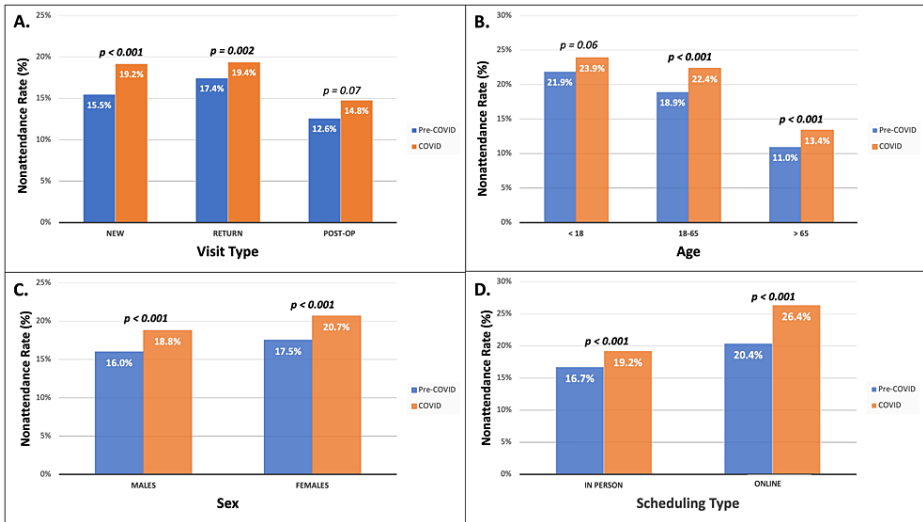 A.
25%
20%
15%
10%
5%
0%
Nonattendance Rate (%)
p < 0.001
15.5%
19.2%
p = 0.002
17.4%
19.4%
p = 0.07
12.6%
14.8%
Pre-COVID
COVID
NEW
RETURN
POST-OP
Visit Type
B.
30%
25%
20%
15%
10%
5%
0%
Nonattendance Rate (%)
p = 0.06
21.9%
23.9%
p < 0.001
18.9%
22.4%
p < 0.001
11.0%
13.4%
Pre-COVID
COVID
< 18
18-65
> 65
Age
C.
25%
20%
15%
10%
5%
0%
Nonattendance Rate (%)
p < 0.001
16.0%
18.8%
p < 0.001
17.5%
20.7%
Pre-COVID
COVID
MALES
FEMALES
Sex
D.
30%
25%
20%
15%
10%
5%
0%
Nonattendance Rate (%)
p < 0.001
16.7%
19.2%
p < 0.001
20.4%
26.4%
Pre-COVID
COVID
IN PERSON
ONLINE
Scheduling Type